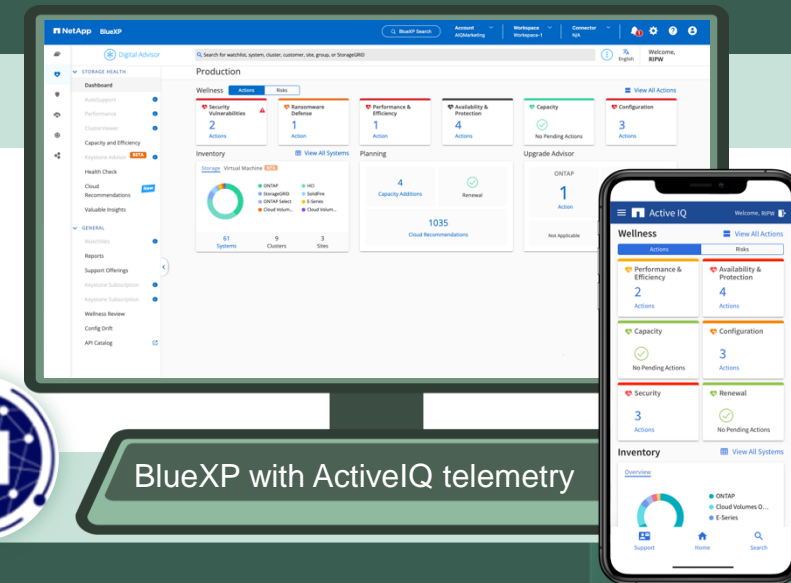 NetApp BlueXP
BlueXP Search
Account
AIQMarketing
Workspace
Workspace-1
Connector
N/A
Digital Advisor
Search for watchlist, system, cluster, customer, site, group, or StorageGRID
English
Welcome,
RIPW
STORAGE HEALTH
Dashboard
AutoSupport
Performance
ClusterViewer
Capacity and Efficiency
Keystone Advisor BETA
Health Check
Cloud
Recommendations
New
Valuable Insights
GENERAL
Watchlists
Reports
Support Offerings
Keystone Subscription
Keystone Subscription
Wellness Review
Config Drift
API Catalog
Production
Wellness Actions Risks
View All Actions
Security
Vulnerabilities
2
Actions
Ransomware
Defense
1
Action
Performance &
Efficiency
1
Action
Availability &
Protection
4
Actions
Capacity
No Pending Actions
Configuration
3
Actions
Inventory
View All Systems
Storage Virtual Machine BETA
ONTAP
StorageGRID
ONTAP Select
Cloud Volum...
HCI
SolidFire
E-Series
Cloud Volum...
61
Systems
9
Clusters
3
Sites
Planning
4
Capacity Additions
Renewal
1035
Cloud Recommendations
Upgrade Advisor
ONTAP
1
Action
Not Applicable
BlueXP with ActiveIQ telemetry
Active IQ
Welcome, RIPW
Wellness
View All Actions
Actions
Risks
Performance &
Efficiency
2
Actions
Availability &
Protection
4
Actions
Capacity
No Pending Actions
Configuration
3
Actions
Security
3
Actions
Renewal
No Pending Actions
Inventory
View All Systems
Overview
ONTAP
Cloud Volumes O...
E-Series
Support
Home
Search